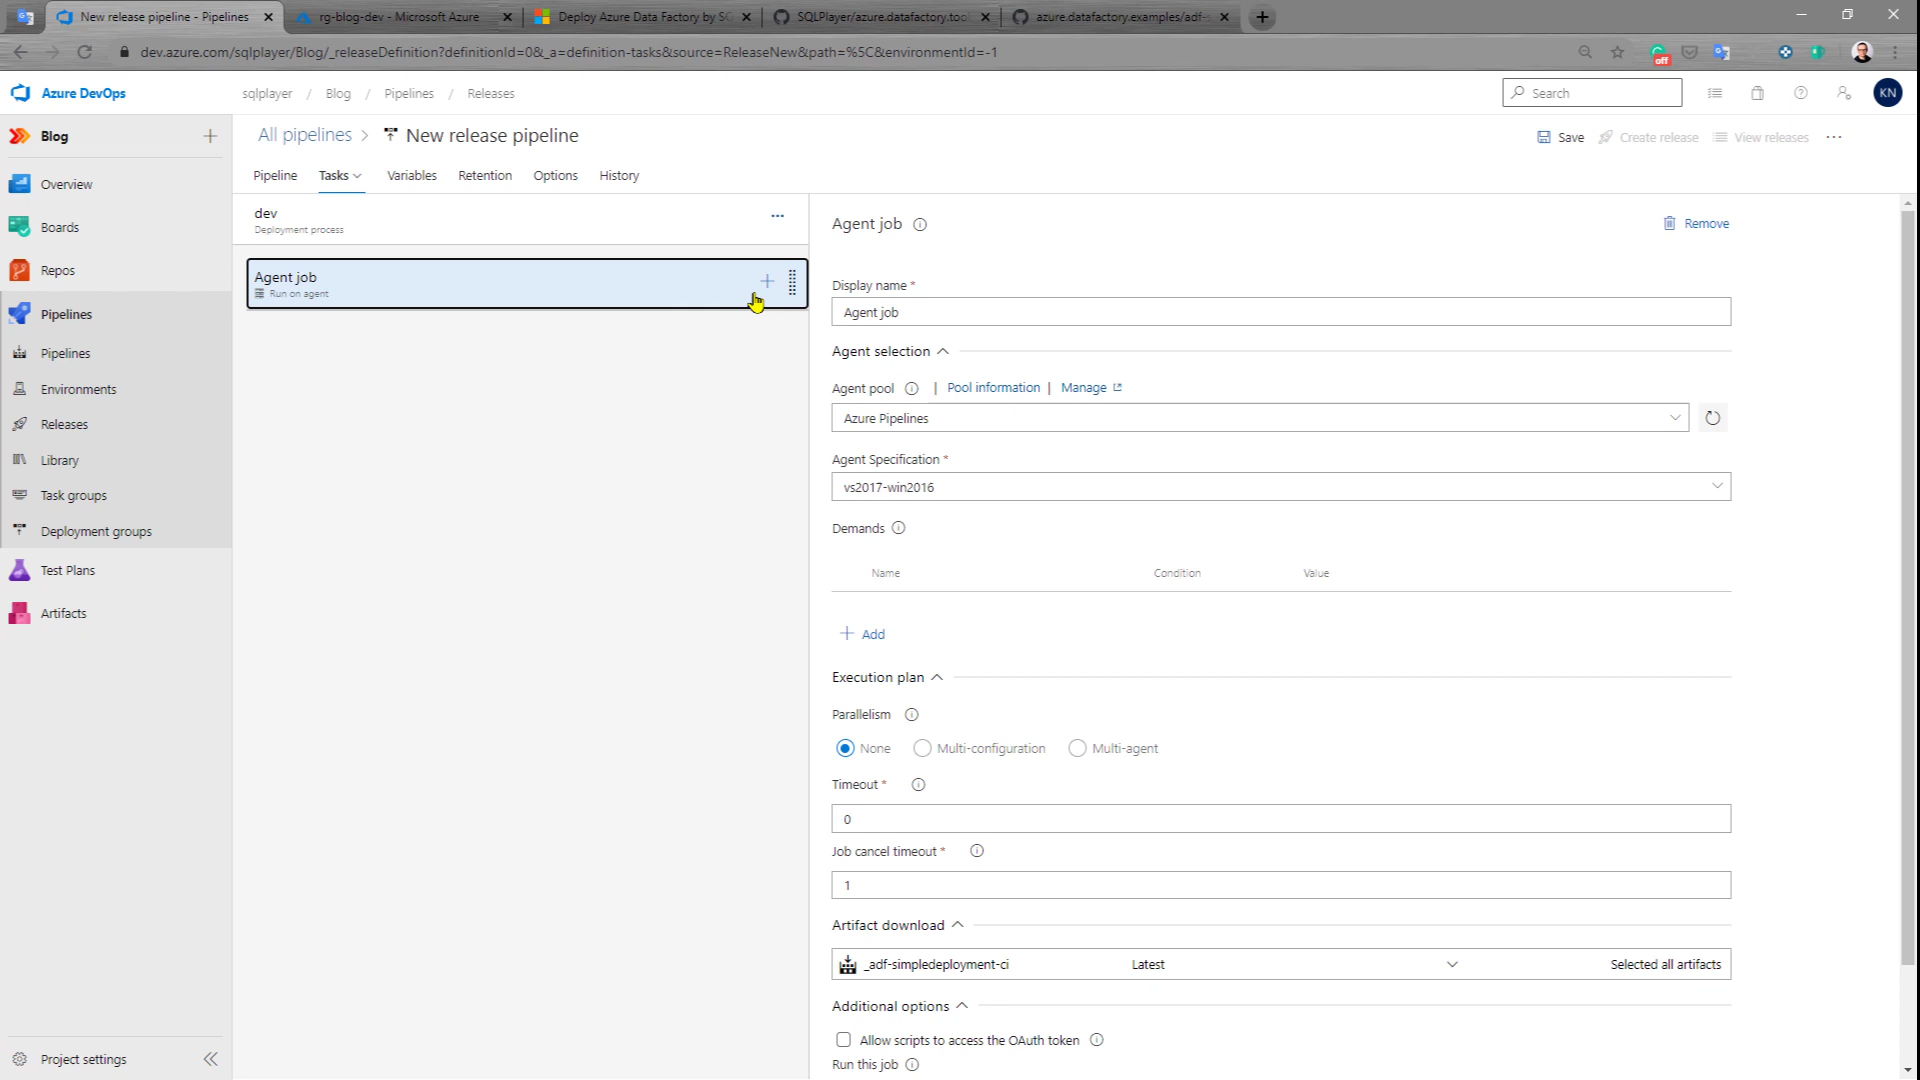 New release pipeline - Pipelines
rg-blog-dev - Microsoft Azure
Deploy Azure Data Factory by SQ
SQLPlayer/azure.datafactory.tool
azure.datafactory.examples/adf-s
dev.azure.com/sqlplayer/Blog/_releaseDefinition?definitionId=0&_a=definition-tasks&source=ReleaseNew&path=%5C&environmentId=-1
off
Azure DevOps
sqlplayer / Blog / Pipelines / Releases
Search
KN
Blog
All pipelines > New release pipeline
Save
Create release
View releases
Pipeline
Tasks
Variables
Retention
Options
History
Overview
Boards
Repos
Pipelines
Pipelines
Environments
Releases
Library
Task groups
Deployment groups
Test Plans
Artifacts
Project settings
dev
Deployment process
Agent job
Run on agent
Agent job
Remove
Display name *
Agent job
Agent selection
Agent pool | Pool information | Manage
Azure Pipelines
Agent Specification *
vs2017-win2016
Demands
Name Condition Value
Add
Execution plan
Parallelism
None Multi-configuration Multi-agent
Timeout *
0
Job cancel timeout *
1
Artifact download
_adf-simpledeployment-ci Latest Selected all artifacts
Additional options
Allow scripts to access the OAuth token
Run this job